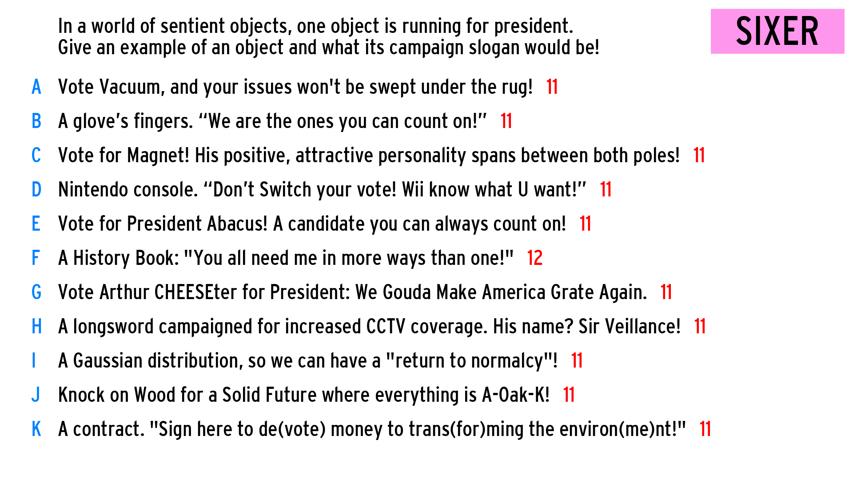 In a world of sentient objects, one object is running for president.
Give an example of an object and what its campaign slogan would be!
SIXER
A Vote Vacuum, and your issues won't be swept under the rug! 11
B A glove’s fingers. “We are the ones you can count on!” 11
C Vote for Magnet! His positive, attractive personality spans between both poles! 11
D Nintendo console. “Don’t Switch your vote! Wii know what U want!” 11
E Vote for President Abacus! A candidate you can always count on! 11
F A History Book: "You all need me in more ways than one!" 12
G Vote Arthur CHEESEter for President: We Gouda Make America Grate Again. 11
H A longsword campaigned for increased CCTV coverage. His name? Sir Veillance! 11
I A Gaussian distribution, so we can have a "return to normalcy"! 11
J Knock on Wood for a Solid Future where everything is A-Oak-K! 11
K A contract. "Sign here to de(vote) money to trans(for)ming the environ(me)nt!" 11